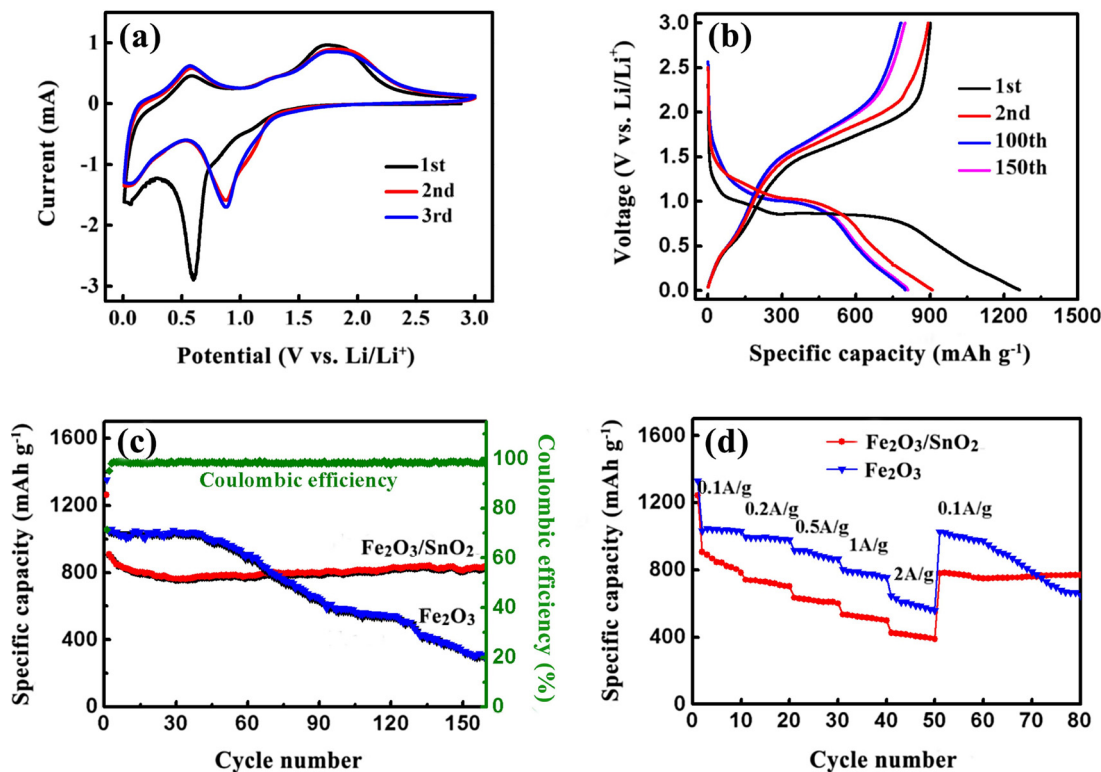 (a)
Current (mA)
1
0
-1
-2
-3
1st
2nd
3rd
0.0 0.5 1.0 1.5 2.0 2.5 3.0
Potential (V vs. Li/Li⁺)
(b)
Voltage (V vs. Li/Li⁺)
3.0
2.5
2.0
1.5
1.0
0.5
0.0
1st
2nd
100th
150th
0 300 600 900 1200 1500
Specific capacity (mAh g⁻¹)
(c)
Specific capacity (mAh g⁻¹)
1600
1200
800
400
0
Coulombic efficiency
Fe₂O₃/SnO₂
Fe₂O₃
100
80
60
40
20
0
Coulombic efficiency (%)
0 30 60 90 120 150
Cycle number
(d)
Specific capacity (mAh g⁻¹)
1600
1200
800
400
0
Fe₂O₃/SnO₂
Fe₂O₃
0.1A/g
0.2A/g
0.5A/g
1A/g
2A/g
0.1A/g
0 10 20 30 40 50 60 70 80
Cycle number